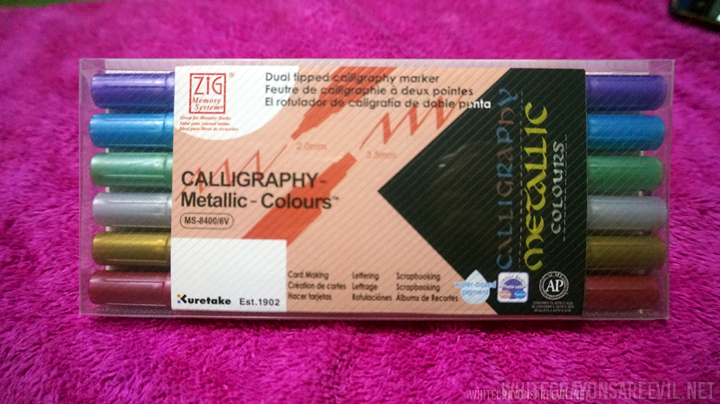 ZIG®
Memory
System®
Dual tipped calligraphy marker
Feutre de calligraphie à deux pointes
El rotulador de caligrafía de doble punta
2.0mm
3.5mm
CALLIGRAPHY-
Metallic-Colours™
MS-8400/6V
CALLIGRAPHY
METALLIC
COLOURS
Kuretake Est.1902
Card Making Lettering Scrapbooking
Création de cartes Lettrage Scrapbooking
Hacer tarjetas Rotulaciones Álbums de Recortes
AP
WHITECRAYONSAREEVIL.NET